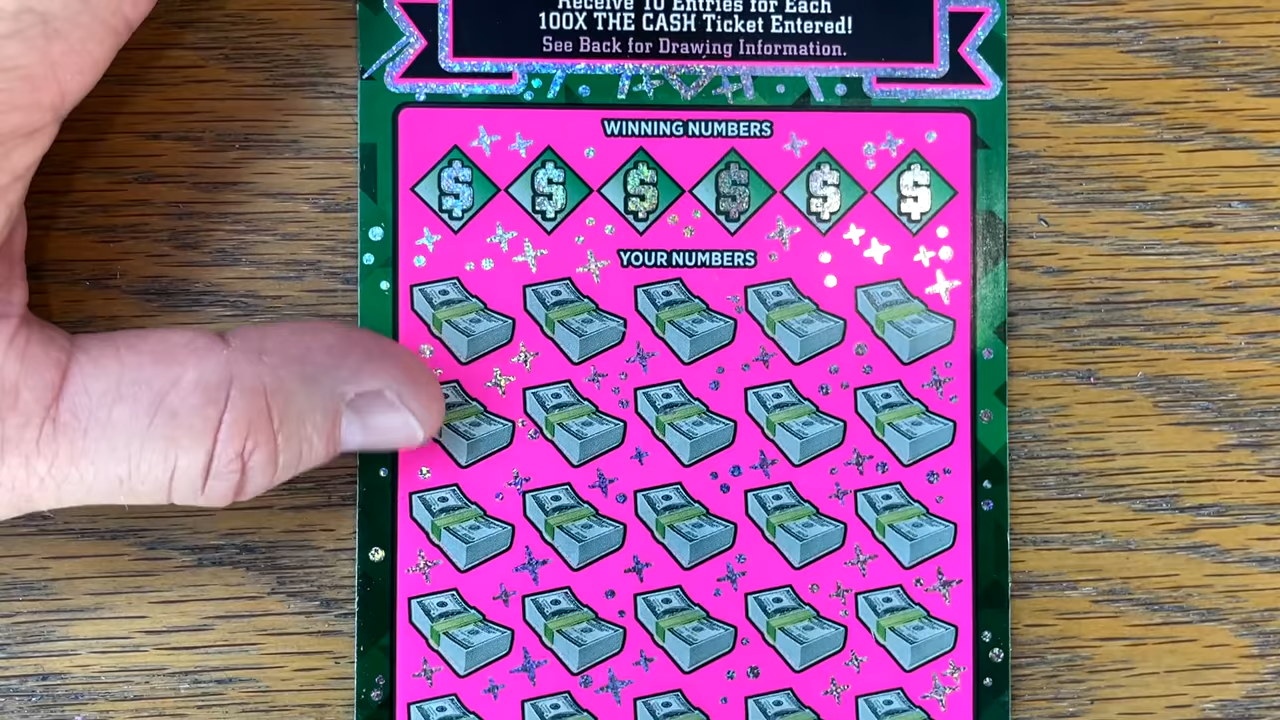 Receive 10 Entries for Each
100X THE CASH Ticket Entered!
See Back for Drawing Information.
WINNING NUMBERS
$ $ $ $ $ $
YOUR NUMBERS